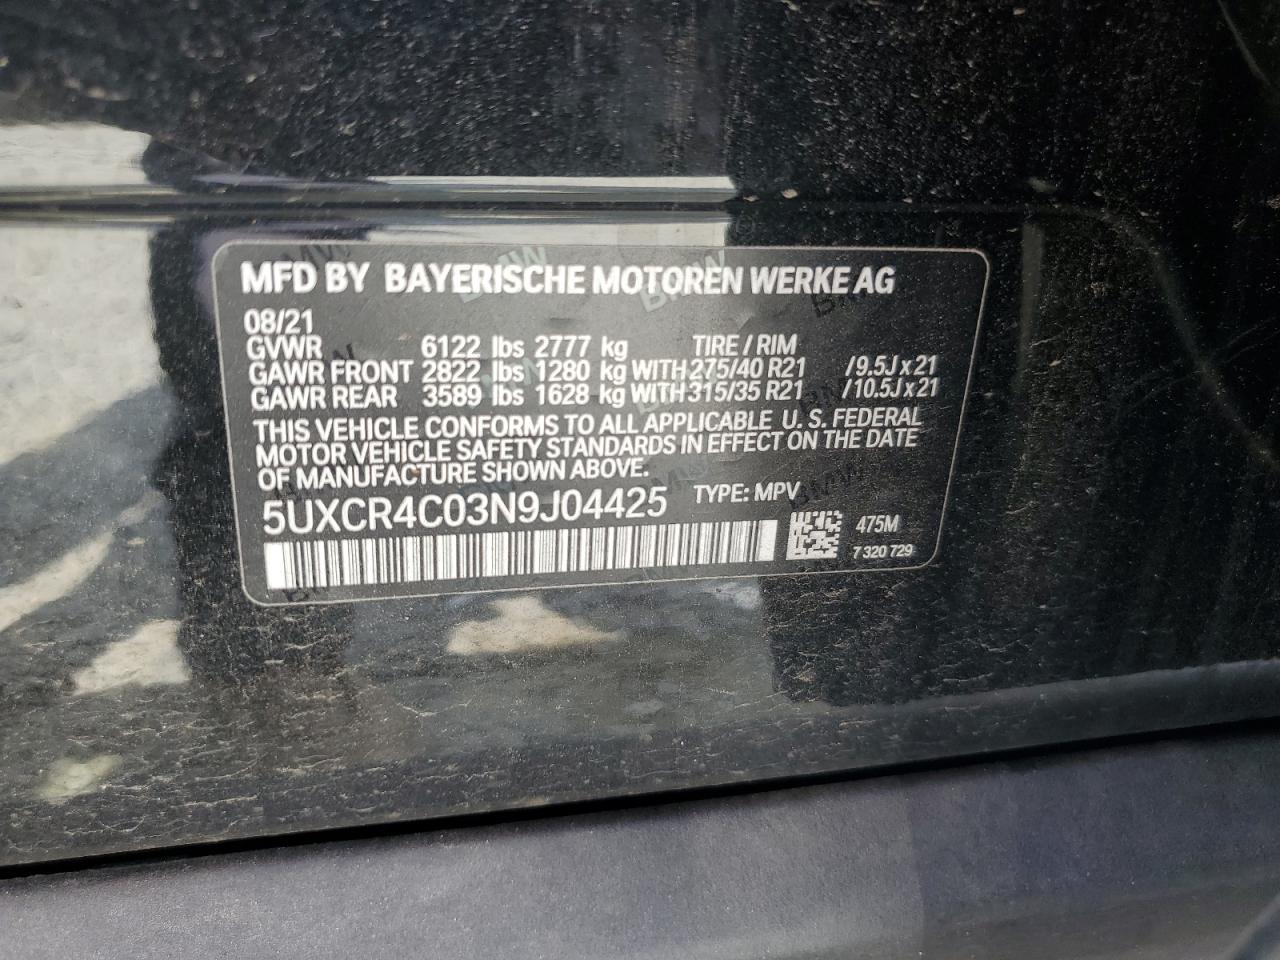 MFD BY BAYERISCHE MOTOREN WERKE AG
08/21
GVWR 6122 lbs 2777 kg TIRE / RIM
GAWR FRONT 2822 lbs 1280 kg WITH 275/40 R21 /9.5J x 21
GAWR REAR 3589 lbs 1628 kg WITH 315/35 R21 /10.5J x 21
THIS VEHICLE CONFORMS TO ALL APPLICABLE U. S. FEDERAL
MOTOR VEHICLE SAFETY STANDARDS IN EFFECT ON THE DATE
OF MANUFACTURE SHOWN ABOVE.
5UXCR4C03N9J04425 TYPE: MPV
475M
7 320 729